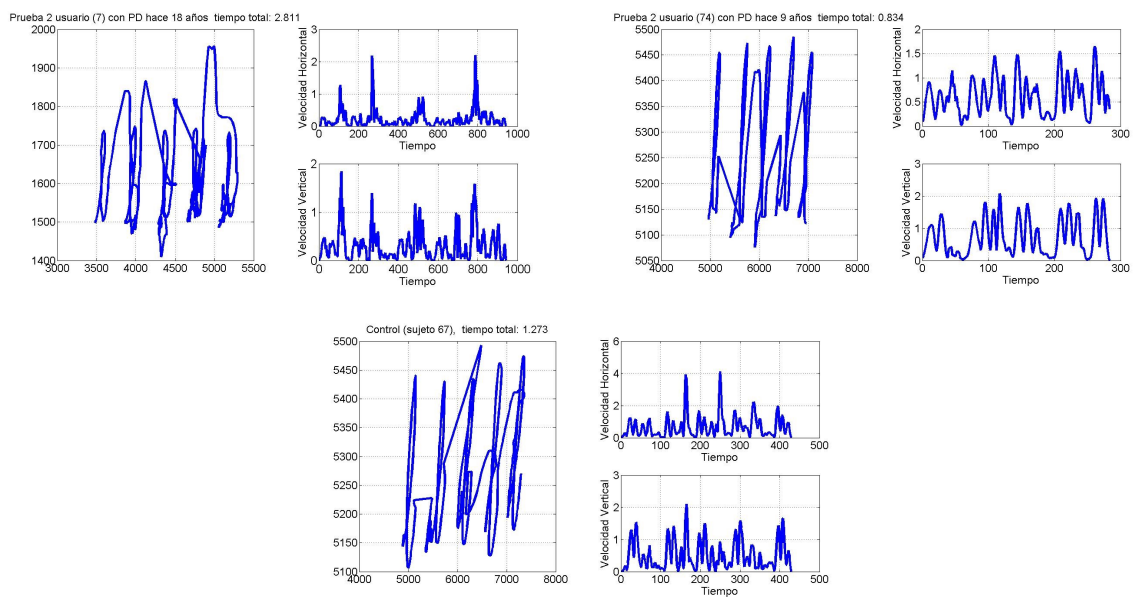 Prueba 2 usuario (7) con PD hace 18 años  tiempo total: 2.811
2000
1900
1800
1700
1600
1500
1400
3000 3500 4000 4500 5000 5500
Velocidad Horizontal
3
2
1
0
0 200 400 600 800 1000
Tiempo
Velocidad Vertical
2
1
0
0 200 400 600 800 1000
Tiempo
Prueba 2 usuario (74) con PD hace 9 años  tiempo total: 0.834
5500
5450
5400
5350
5300
5250
5200
5150
5100
5050
4000 5000 6000 7000 8000
Velocidad Horizontal
2
1.5
1
0.5
0
0 100 200 300
Tiempo
Velocidad Vertical
3
2
1
0
0 100 200 300
Tiempo
Control (sujeto 67),  tiempo total: 1.273
5500
5450
5400
5350
5300
5250
5200
5150
5100
4000 5000 6000 7000 8000
Velocidad Horizontal
6
4
2
0
0 100 200 300 400 500
Tiempo
Velocidad Vertical
3
2
1
0
0 100 200 300 400 500
Tiempo